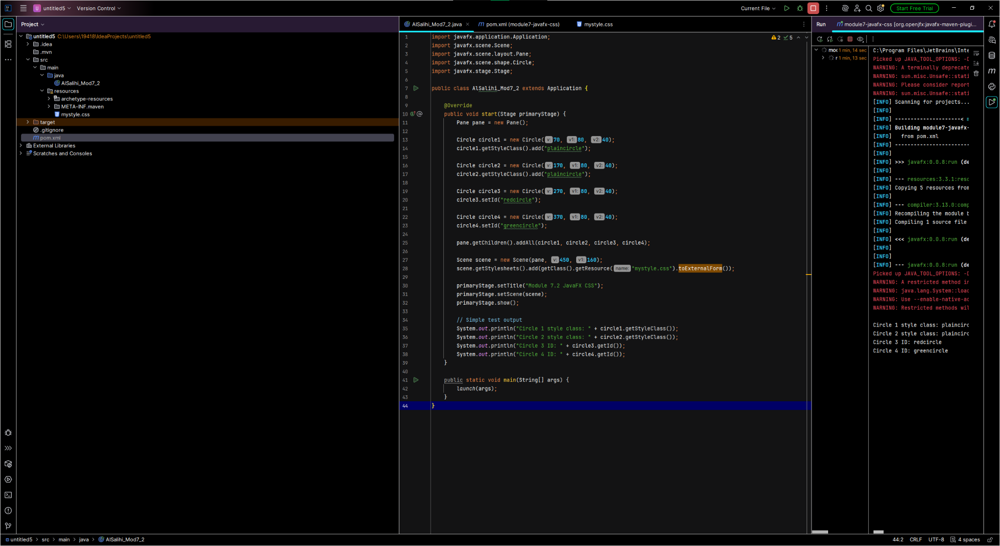 U untitled5 Version Control Current File Start Free Trial
Project
untitled5 C:\Users\19418\IdeaProjects\untitled5
.idea
.mvn
src
main
java
AlSalihi_Mod7_2
resources
archetype-resources
META-INF.maven
mystyle.css
target
.gitignore
pom.xml
External Libraries
Scratches and Consoles
AlSalihi_Mod7_2.java pom.xml (module7-javafx-css) mystyle.css
2 5
1 import javafx.application.Application;
2 import javafx.scene.Scene;
3 import javafx.scene.layout.Pane;
4 import javafx.scene.shape.Circle;
5 import javafx.stage.Stage;
6
7 public class AlSalihi_Mod7_2 extends Application {
8
9 @Override
10 public void start(Stage primaryStage) {
11 Pane pane = new Pane();
12
13 Circle circle1 = new Circle( v: 70, v1: 80, v2: 40);
14 circle1.getStyleClass().add("plaincircle");
15
16 Circle circle2 = new Circle( v: 170, v1: 80, v2: 40);
17 circle2.getStyleClass().add("plaincircle");
18
19 Circle circle3 = new Circle( v: 270, v1: 80, v2: 40);
20 circle3.setId("redcircle");
21
22 Circle circle4 = new Circle( v: 370, v1: 80, v2: 40);
23 circle4.setId("greencircle");
24
25 pane.getChildren().addAll(circle1, circle2, circle3, circle4);
26
27 Scene scene = new Scene(pane, v: 450, v1: 160);
28 scene.getStylesheets().add(getClass().getResource( name: "mystyle.css").toExternalForm());
29
30 primaryStage.setTitle("Module 7.2 JavaFX CSS");
31 primaryStage.setScene(scene);
32 primaryStage.show();
33
34 // Simple test output
35 System.out.println("Circle 1 style class: " + circle1.getStyleClass());
36 System.out.println("Circle 2 style class: " + circle2.getStyleClass());
37 System.out.println("Circle 3 ID: " + circle3.getId());
38 System.out.println("Circle 4 ID: " + circle4.getId());
39 }
40
41 public static void main(String[] args) {
42 launch(args);
43 }
44 }
Run module7-javafx-css [org.openjfx:javafx-maven-plugi...
moc 1 min, 14 sec
r 1 min, 13 sec
C:\Program Files\JetBrains\Inte
Picked up JAVA_TOOL_OPTIONS: -D
WARNING: A terminally deprecate
WARNING: sun.misc.Unsafe::stati
WARNING: Please consider report
WARNING: sun.misc.Unsafe::stati
[INFO] Scanning for projects...
[INFO]
[INFO] ---------------------< m
[INFO] Building module7-javafx-
[INFO] from pom.xml
[INFO] ------------------------
[INFO]
[INFO] >>> javafx:0.0.8:run (de
[INFO]
[INFO] --- resources:3.3.1:resc
[INFO] Copying 5 resources from
[INFO]
[INFO] --- compiler:3.13.0:comp
[INFO] Recompiling the module b
[INFO] Compiling 1 source file
[INFO]
[INFO] <<< javafx:0.0.8:run (de
[INFO]
[INFO]
[INFO] --- javafx:0.0.8:run (de
Picked up JAVA_TOOL_OPTIONS: -D
WARNING: A restricted method in
WARNING: java.lang.System::loac
WARNING: Use --enable-native-ac
WARNING: Restricted methods wil
Circle 1 style class: plaincirc
Circle 2 style class: plaincirc
Circle 3 ID: redcircle
Circle 4 ID: greencircle
untitled5 > src > main > java > AlSalihi_Mod7_2 44:2 CRLF UTF-8 4 spaces